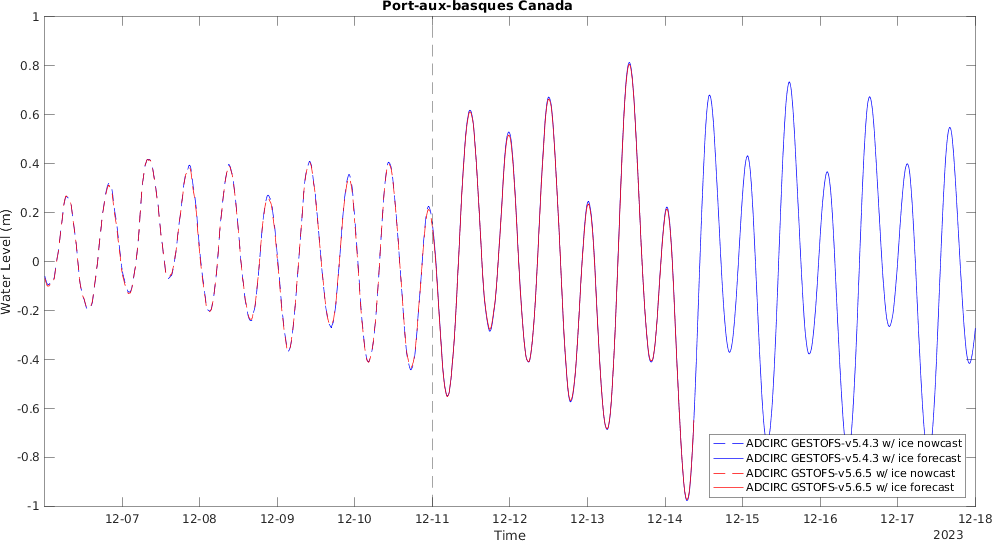 Port-aux-basques Canada
1
0.8
0.6
0.4
0.2
0
-0.2
-0.4
-0.6
-0.8
-1
Water Level (m)
ADCIRC GESTOFS-v5.4.3 w/ ice nowcast
ADCIRC GESTOFS-v5.4.3 w/ ice forecast
ADCIRC GSTOFS-v5.6.5 w/ ice nowcast
ADCIRC GSTOFS-v5.6.5 w/ ice forecast
12-07 12-08 12-09 12-10 12-11 12-12 12-13 12-14 12-15 12-16 12-17 12-18
Time
2023